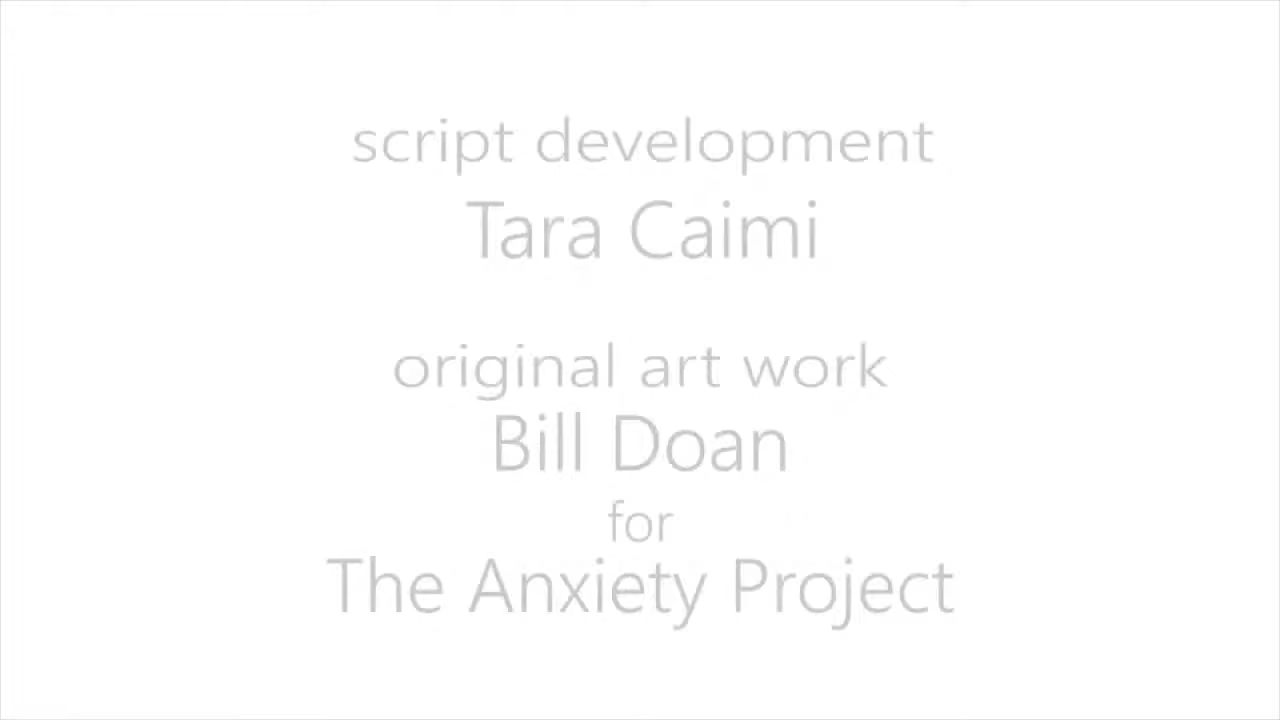 script development
Tara Caimi
original art work
Bill Doan
for
The Anxiety Project